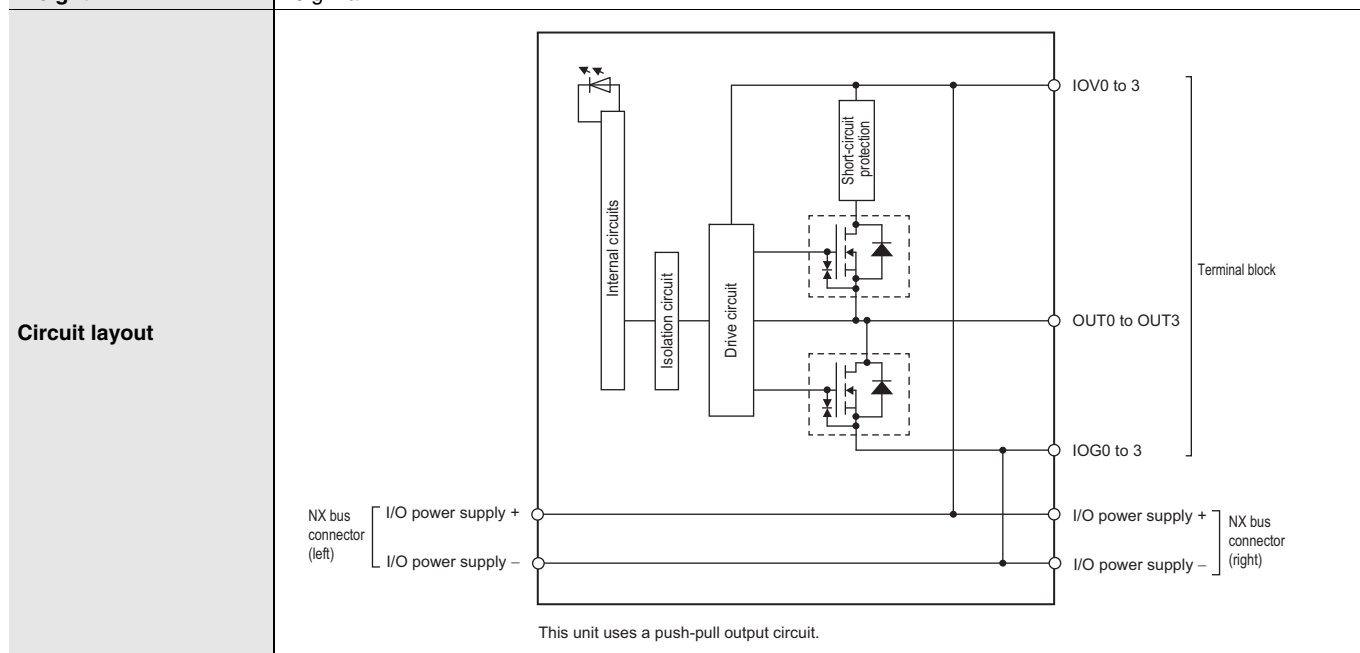 Circuit layout
Internal circuits
Isolation circuit
Drive circuit
Short-circuit
protection
IOV0 to 3
OUT0 to OUT3
IOG0 to 3
Terminal block
NX bus
connector
(left)
I/O power supply +
I/O power supply –
I/O power supply +
I/O power supply –
NX bus
connector
(right)
This unit uses a push-pull output circuit.